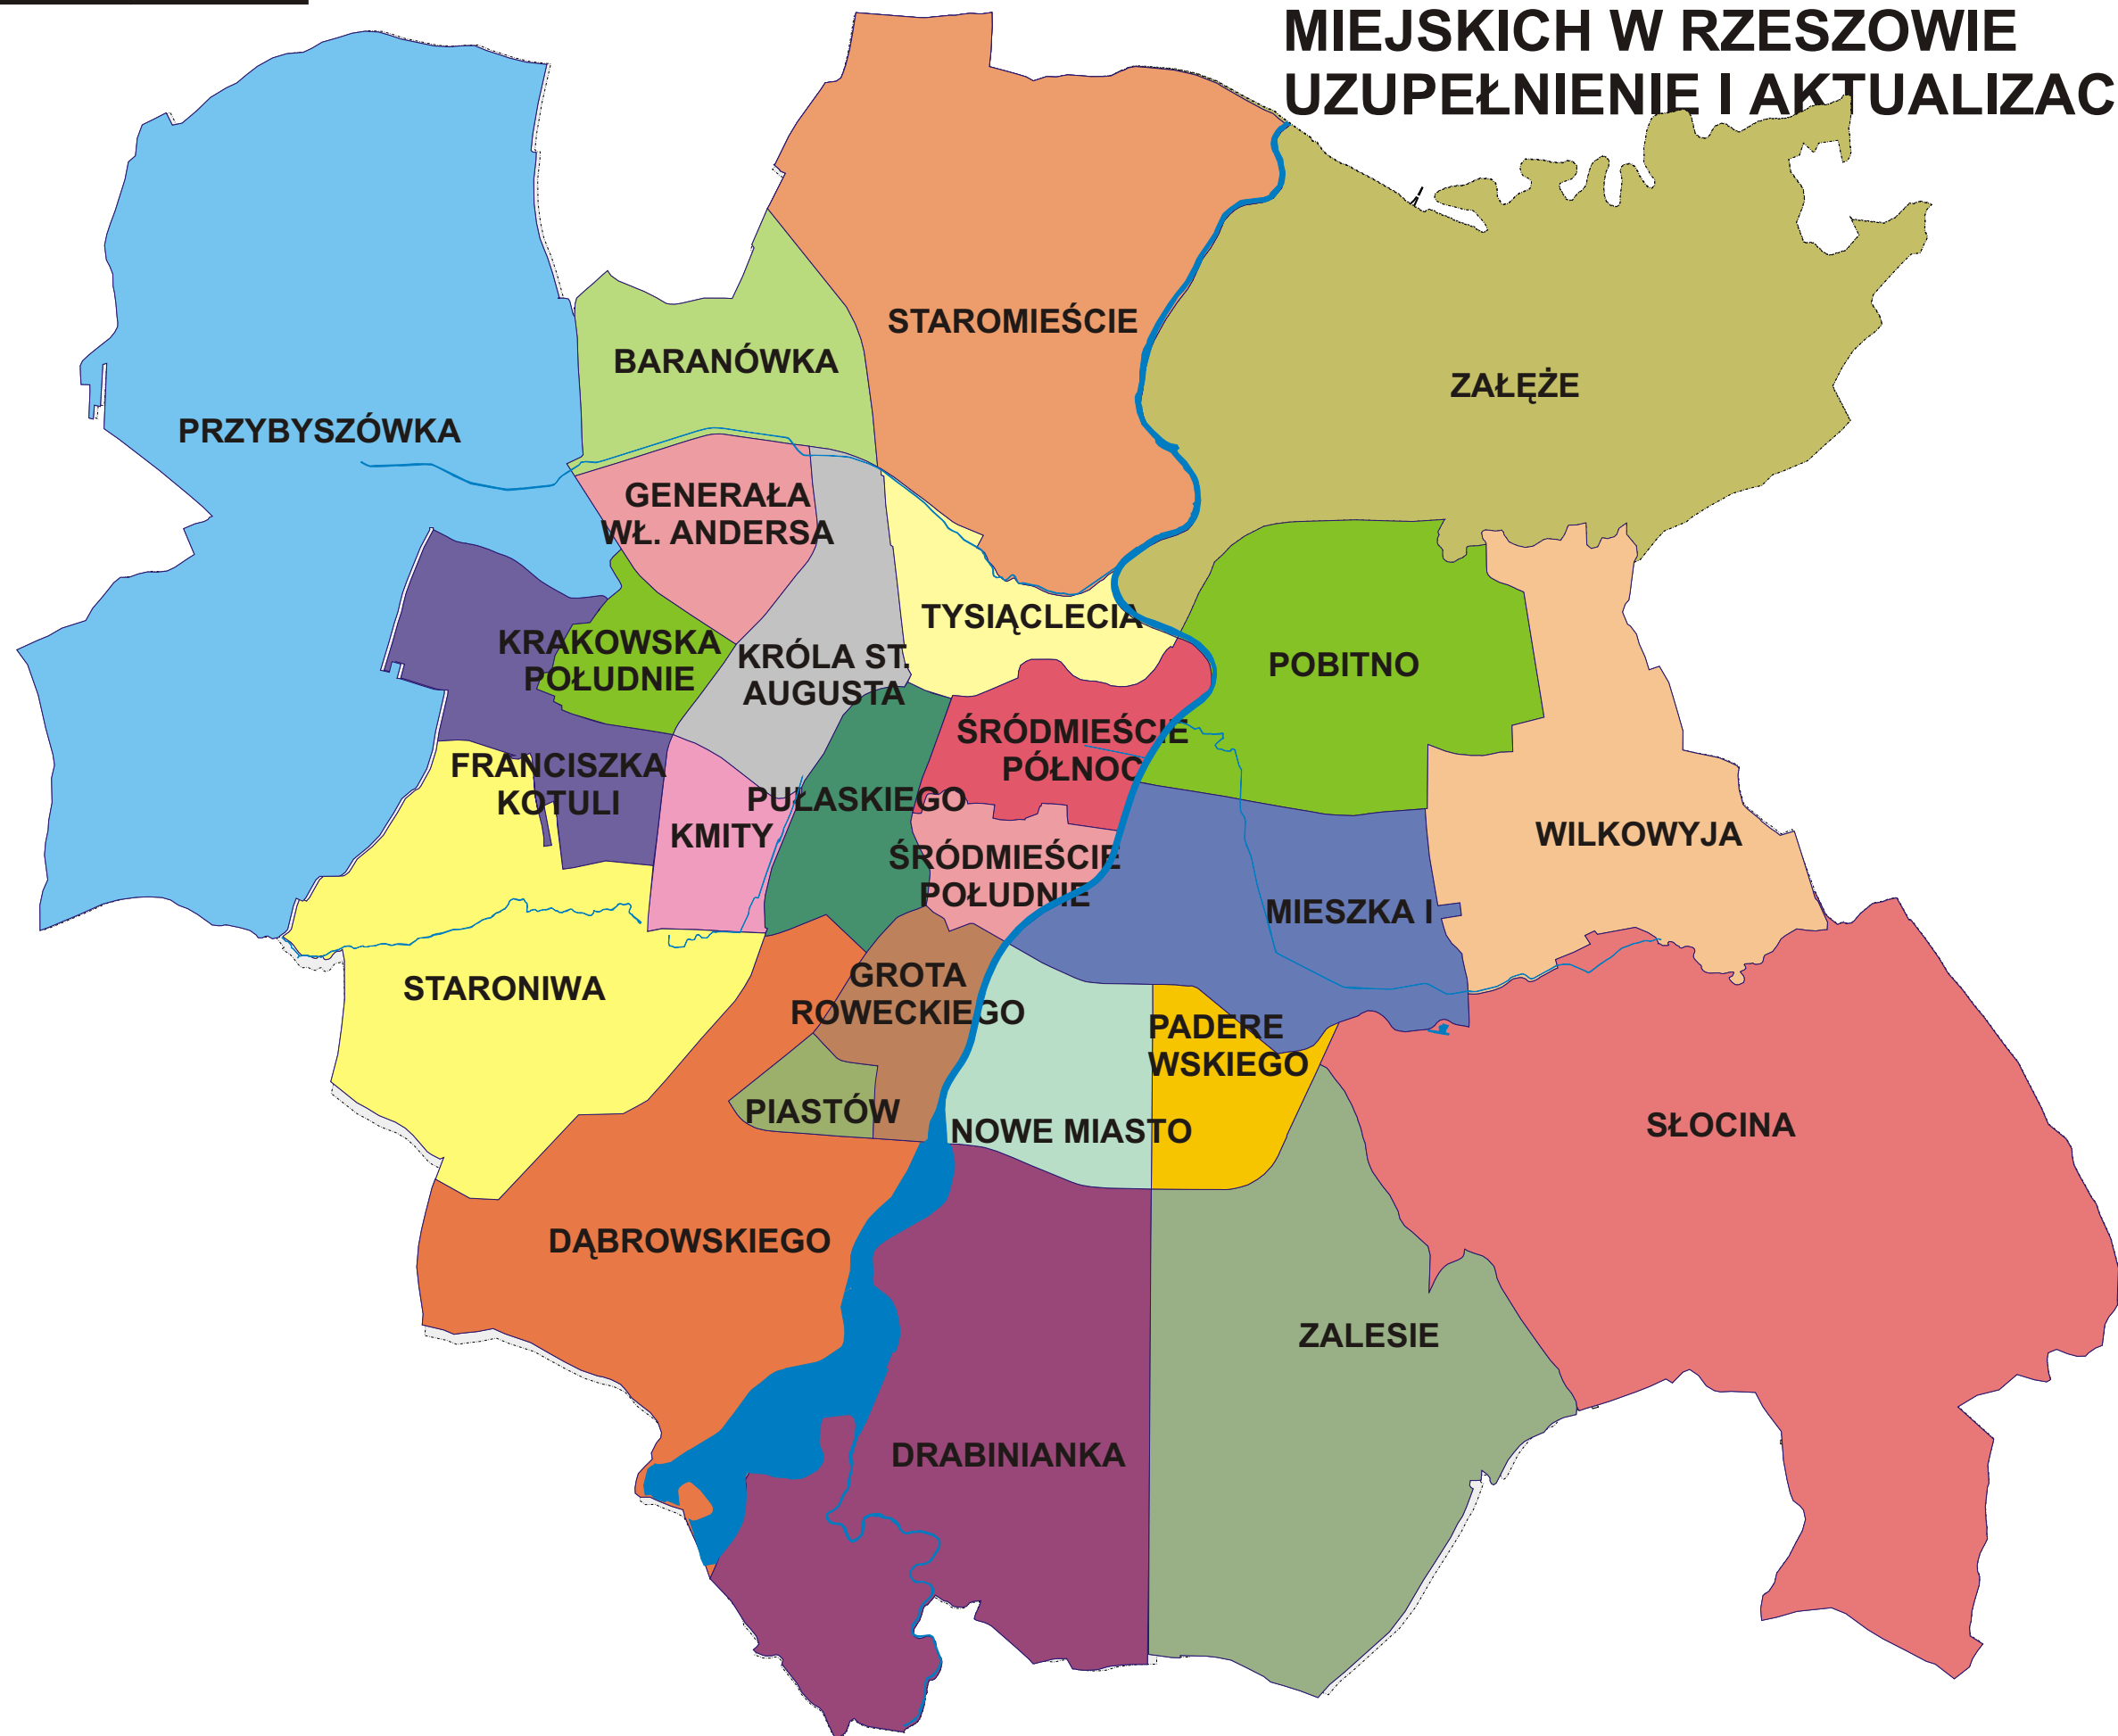 MIEJSKICH W RZESZOWIE
UZUPEŁNIENIE I AKTUALIZAC
STAROMIEŚCIE
BARANÓWKA
ZAŁĘŻE
PRZYBYSZÓWKA
GENERAŁA
WŁ. ANDERSA
TYSIĄCLECIA
KRAKOWSKA
POŁUDNIE
KRÓLA ST.
AUGUSTA
POBITNO
ŚRÓDMIEŚCIE
PÓŁNOC
FRANCISZKA
KOTULI
PUŁASKIEGO
KMITY
WILKOWYJA
ŚRÓDMIEŚCIE
POŁUDNIE
MIESZKA I
STARONIWA
GROTA
ROWECKIEGO
PADERE
WSKIEGO
PIASTÓW
NOWE MIASTO
SŁOCINA
DĄBROWSKIEGO
ZALESIE
DRABINIANKA